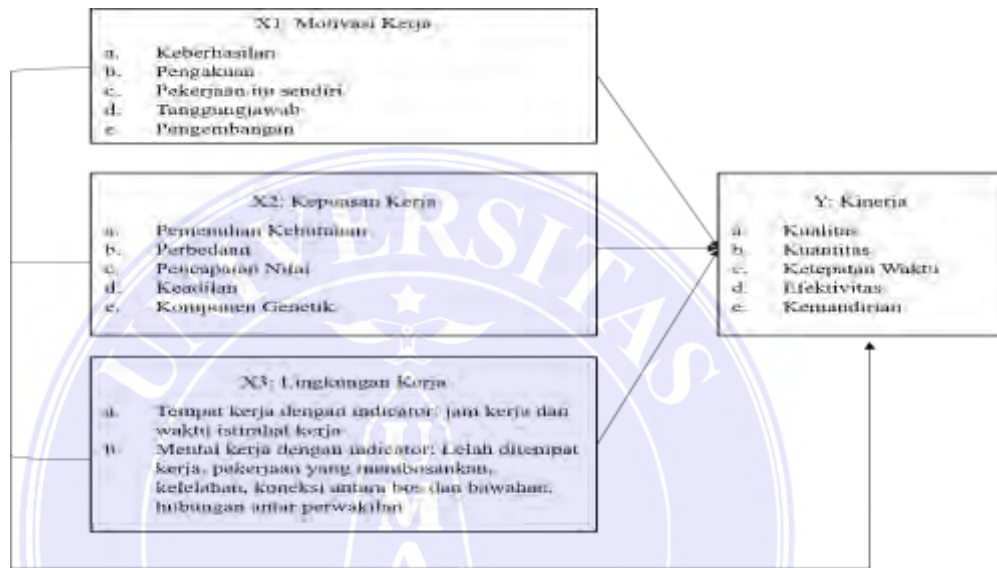 X1: Motivasi Kerja
a. Keberhasilan
b. Pengakuan
c. Pekerjaan itu sendiri
d. Tanggungjawab
e. Pengembangan
X2: Kepuasan Kerja
a. Pemenuhan Kebutuhan
b. Perbedaan
c. Pencapaian Nilai
d. Keadilan
e. Komponen Genetik
X3: Lingkungan Kerja
a. Tempat kerja dengan indicator: jam kerja dan
waktu istirahat kerja
b. Mental kerja dengan indicator: Lelah ditempat
kerja, pekerjaan yang membosankan,
kelelahan, koneksi antara bos dan bawahan,
hubungan antar perwakilan
Y: Kinerja
a. Kualitas
b. Kuantitas
c. Ketepatan Waktu
d. Efektivitas
e. Kemandirian
UNIVERSITAS
UMA